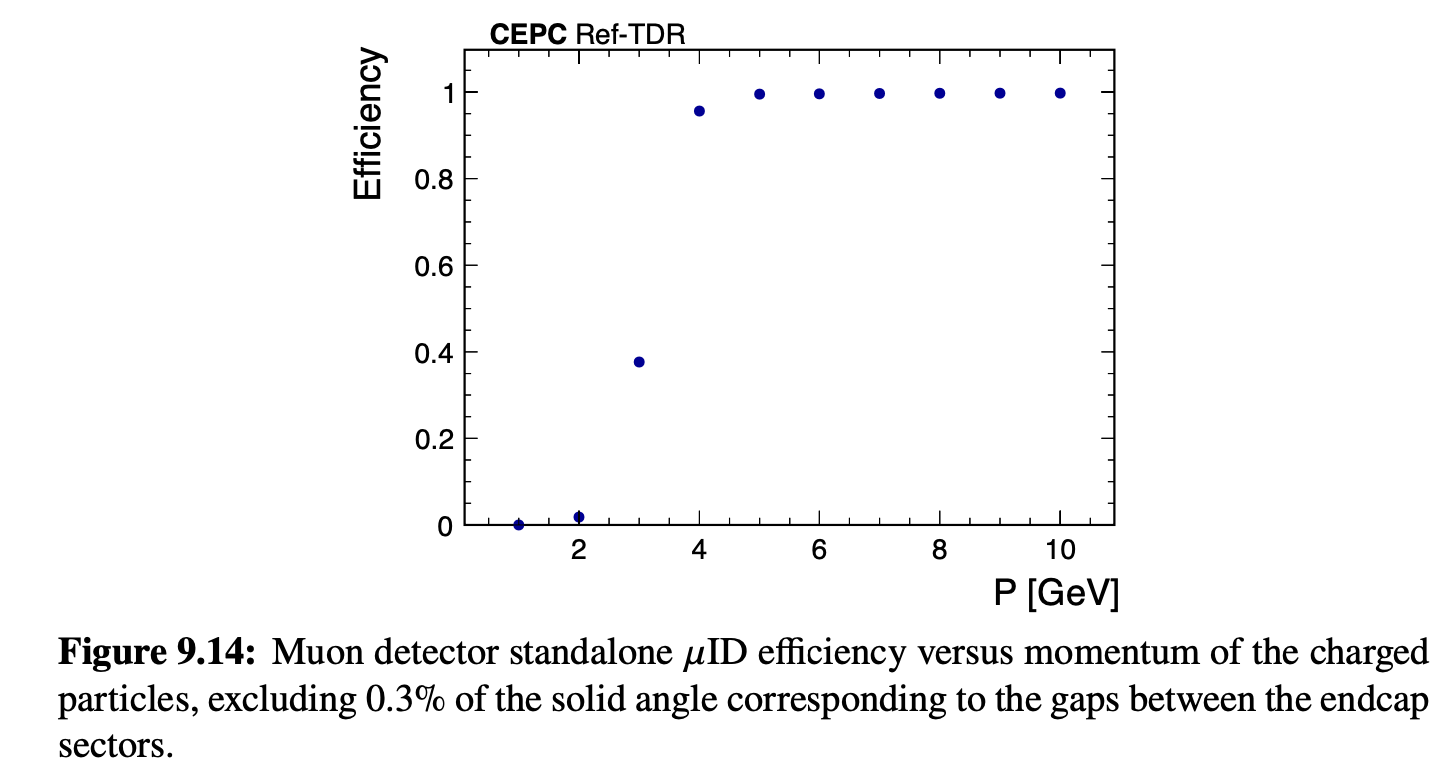 CEPC Ref-TDR
Efficiency
1
0.8
0.6
0.4
0.2
0
2 4 6 8 10
P [GeV]
Figure 9.14: Muon detector standalone μID efficiency versus momentum of the charged
particles, excluding 0.3% of the solid angle corresponding to the gaps between the endcap
sectors.